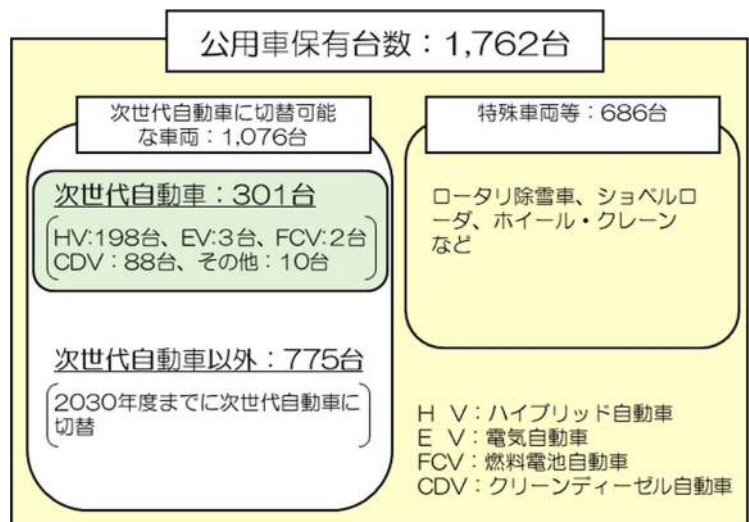 公用車保有台数：1,762台
次世代自動車に切替可能
な車両：1,076台
次世代自動車：301台
HV:198台、EV:3台、FCV:2台
CDV：88台、その他：10台
次世代自動車以外：775台
2030年度までに次世代自動車に
切替
特殊車両等：686台
ロータリ除雪車、ショベルロ
ーダ、ホイール・クレーン
など
H V：ハイブリッド自動車
E V：電気自動車
FCV：燃料電池自動車
CDV：クリーンディーゼル自動車